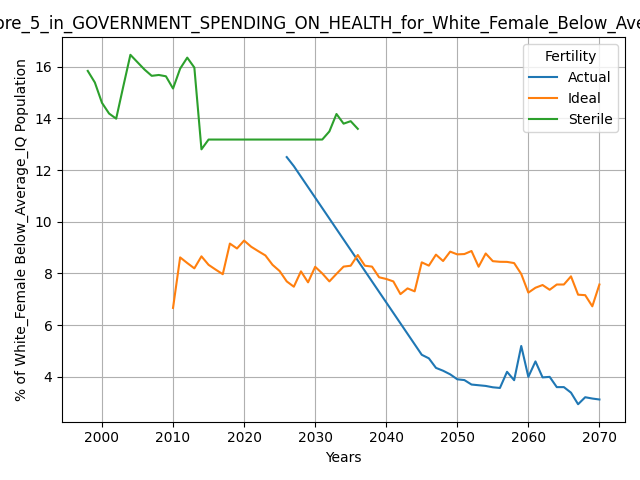 ore_5_in_GOVERNMENT_SPENDING_ON_HEALTH_for_White_Female_Below_Ave
% of White_Female Below_Average_IQ Population
16
14
12
10
8
6
4
Fertility
Actual
Ideal
Sterile
2000 2010 2020 2030 2040 2050 2060 2070
Years